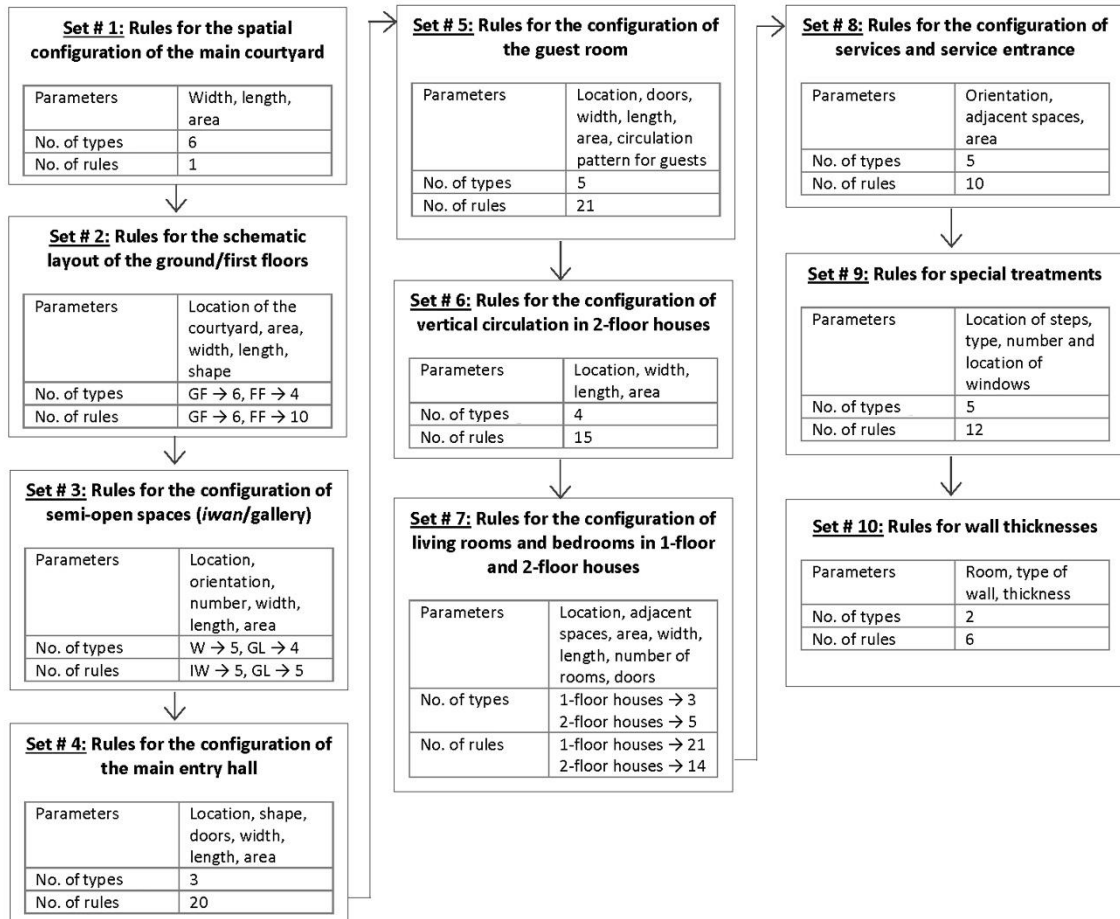 Set # 1: Rules for the spatial
configuration of the main courtyard
Parameters Width, length,
area
No. of types 6
No. of rules 1
Set # 2: Rules for the schematic
layout of the ground/first floors
Parameters Location of the
courtyard, area,
width, length,
shape
No. of types GF → 6, FF → 4
No. of rules GF → 6, FF → 10
Set # 3: Rules for the configuration of
semi-open spaces (iwan/gallery)
Parameters Location,
orientation,
number, width,
length, area
No. of types W → 5, GL → 4
No. of rules IW → 5, GL → 5
Set # 4: Rules for the configuration of
the main entry hall
Parameters Location, shape,
doors, width,
length, area
No. of types 3
No. of rules 20
Set # 5: Rules for the configuration of
the guest room
Parameters Location, doors,
width, length,
area, circulation
pattern for guests
No. of types 5
No. of rules 21
Set # 6: Rules for the configuration of
vertical circulation in 2-floor houses
Parameters Location, width,
length, area
No. of types 4
No. of rules 15
Set # 7: Rules for the configuration of
living rooms and bedrooms in 1-floor
and 2-floor houses
Parameters Location, adjacent
spaces, area, width,
length, number of
rooms, doors
No. of types 1-floor houses → 3
2-floor houses → 5
No. of rules 1-floor houses → 21
2-floor houses → 14
Set # 8: Rules for the configuration of
services and service entrance
Parameters Orientation,
adjacent spaces,
area
No. of types 5
No. of rules 10
Set # 9: Rules for special treatments
Parameters Location of steps,
type, number and
location of
windows
No. of types 5
No. of rules 12
Set # 10: Rules for wall thicknesses
Parameters Room, type of
wall, thickness
No. of types 2
No. of rules 6